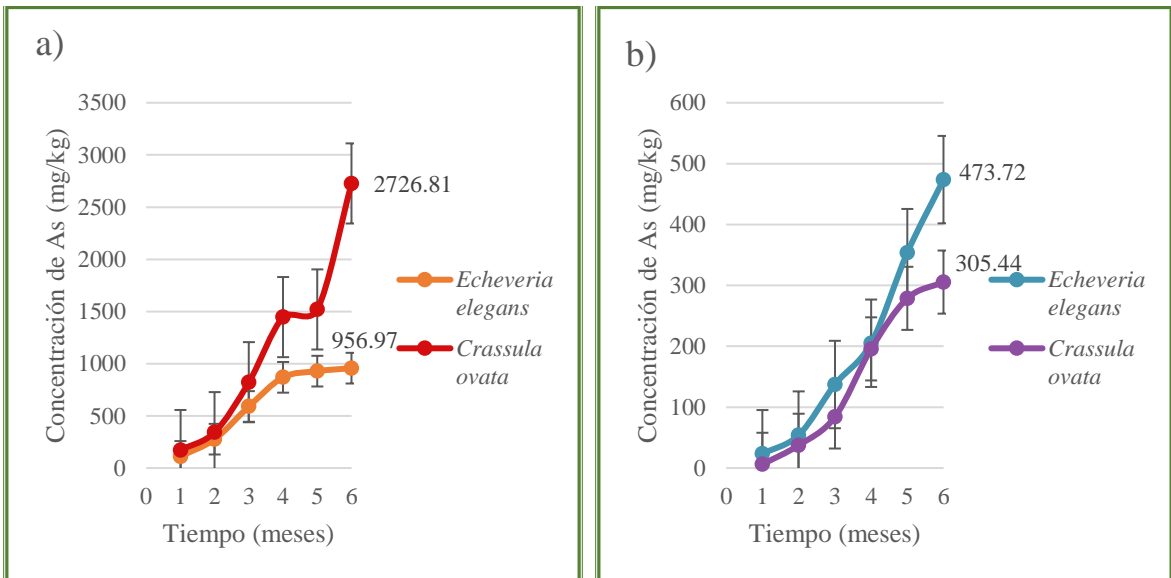 a)
Concentración de As (mg/kg)
3500
3000
2500
2000
1500
1000
500
0
0 1 2 3 4 5 6
Tiempo (meses)
2726.81
956.97
Echeveria
elegans
Crassula
ovata
b)
Concentración de As (mg/kg)
600
500
400
300
200
100
0
0 1 2 3 4 5 6
Tiempo (meses)
473.72
305.44
Echeveria
elegans
Crassula
ovata